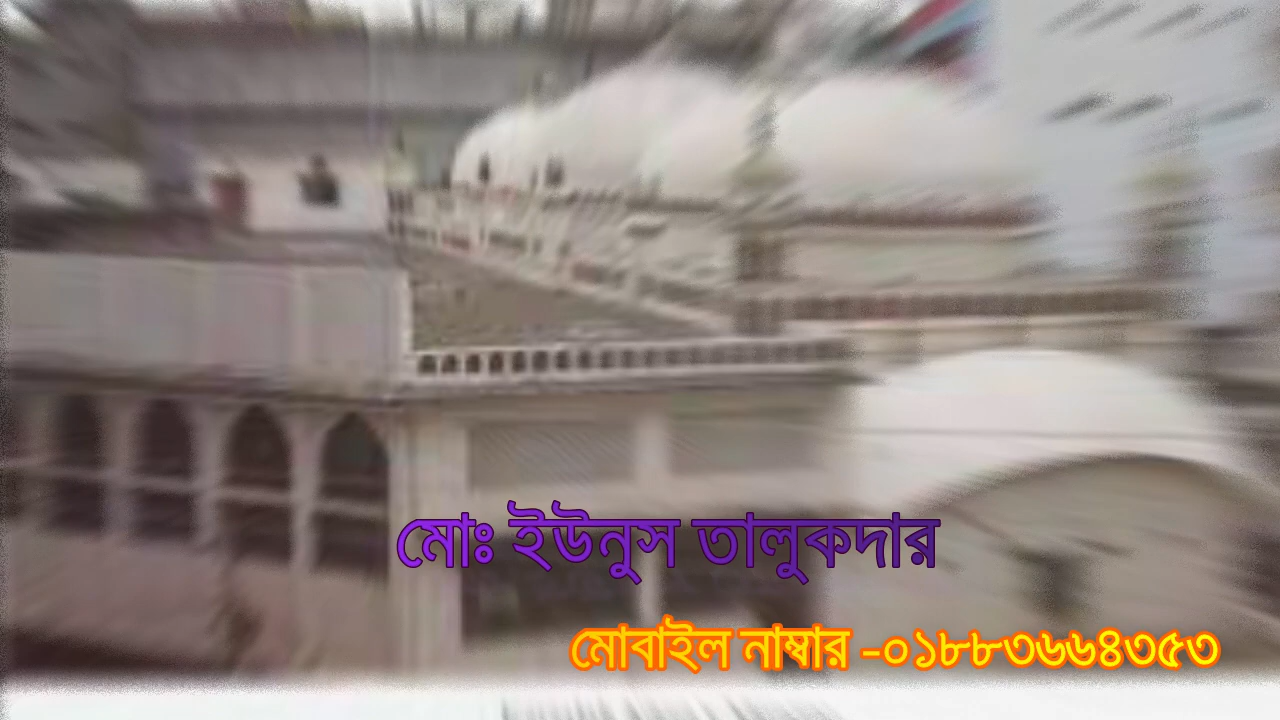 মোঃ ইউনুস তালুকদার
মোবাইল নাম্বার -০১৮৮৩৬৬৪৩৫৩